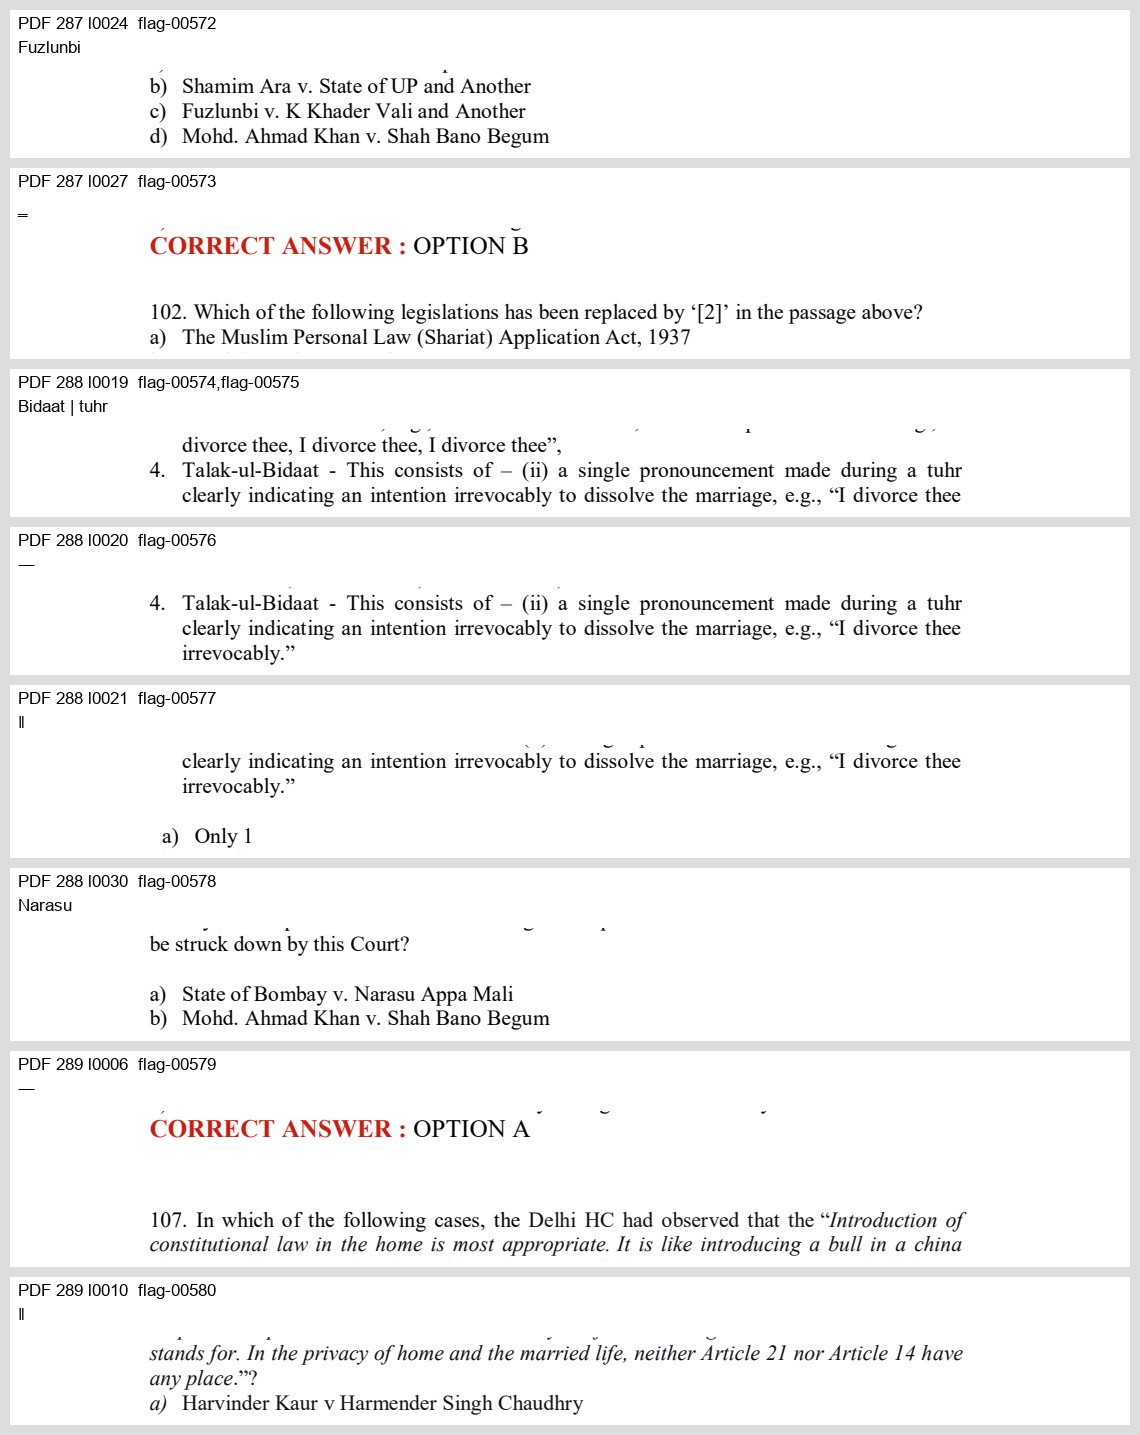 PDF 287 l0024 flag-00572
Fuzlunbi
b) Shamim Ara v. State of UP and Another
c) Fuzlunbi v. K Khader Vali and Another
d) Mohd. Ahmad Khan v. Shah Bano Begum
PDF 287 l0027 flag-00573
=
CORRECT ANSWER : OPTION B
102. Which of the following legislations has been replaced by ‘[2]’ in the passage above?
a) The Muslim Personal Law (Shariat) Application Act, 1937
PDF 288 l0019 flag-00574,flag-00575
Bidaat | tuhr
divorce thee, I divorce thee, I divorce thee”,
4. Talak-ul-Bidaat - This consists of – (ii) a single pronouncement made during a tuhr
clearly indicating an intention irrevocably to dissolve the marriage, e.g., “I divorce thee
PDF 288 l0020 flag-00576
—
4. Talak-ul-Bidaat - This consists of – (ii) a single pronouncement made during a tuhr
clearly indicating an intention irrevocably to dissolve the marriage, e.g., “I divorce thee
irrevocably.”
PDF 288 l0021 flag-00577
‖
clearly indicating an intention irrevocably to dissolve the marriage, e.g., “I divorce thee
irrevocably.”
a) Only 1
PDF 288 l0030 flag-00578
Narasu
be struck down by this Court?
a) State of Bombay v. Narasu Appa Mali
b) Mohd. Ahmad Khan v. Shah Bano Begum
PDF 289 l0006 flag-00579
—
CORRECT ANSWER : OPTION A
107. In which of the following cases, the Delhi HC had observed that the “Introduction of
constitutional law in the home is most appropriate. It is like introducing a bull in a china
PDF 289 l0010 flag-00580
‖
stands for. In the privacy of home and the married life, neither Article 21 nor Article 14 have
any place.”?
a) Harvinder Kaur v Harmender Singh Chaudhry